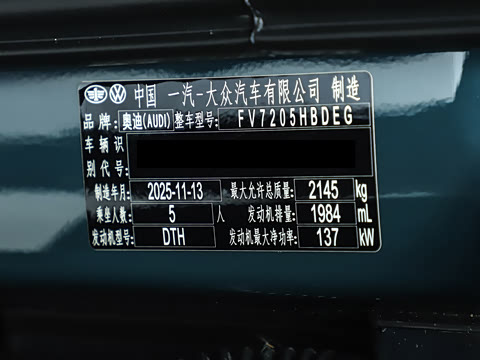 中国 一汽-大众汽车有限公司 制造
品牌: 奥迪(AUDI) 整车型号: FV7205HBDEG
车辆识
别代号:
制造年月: 2025-11-13 最大允许总质量: 2145 kg
乘坐人数: 5 人 发动机排量: 1984 mL
发动机型号: DTH 发动机最大净功率: 137 kW